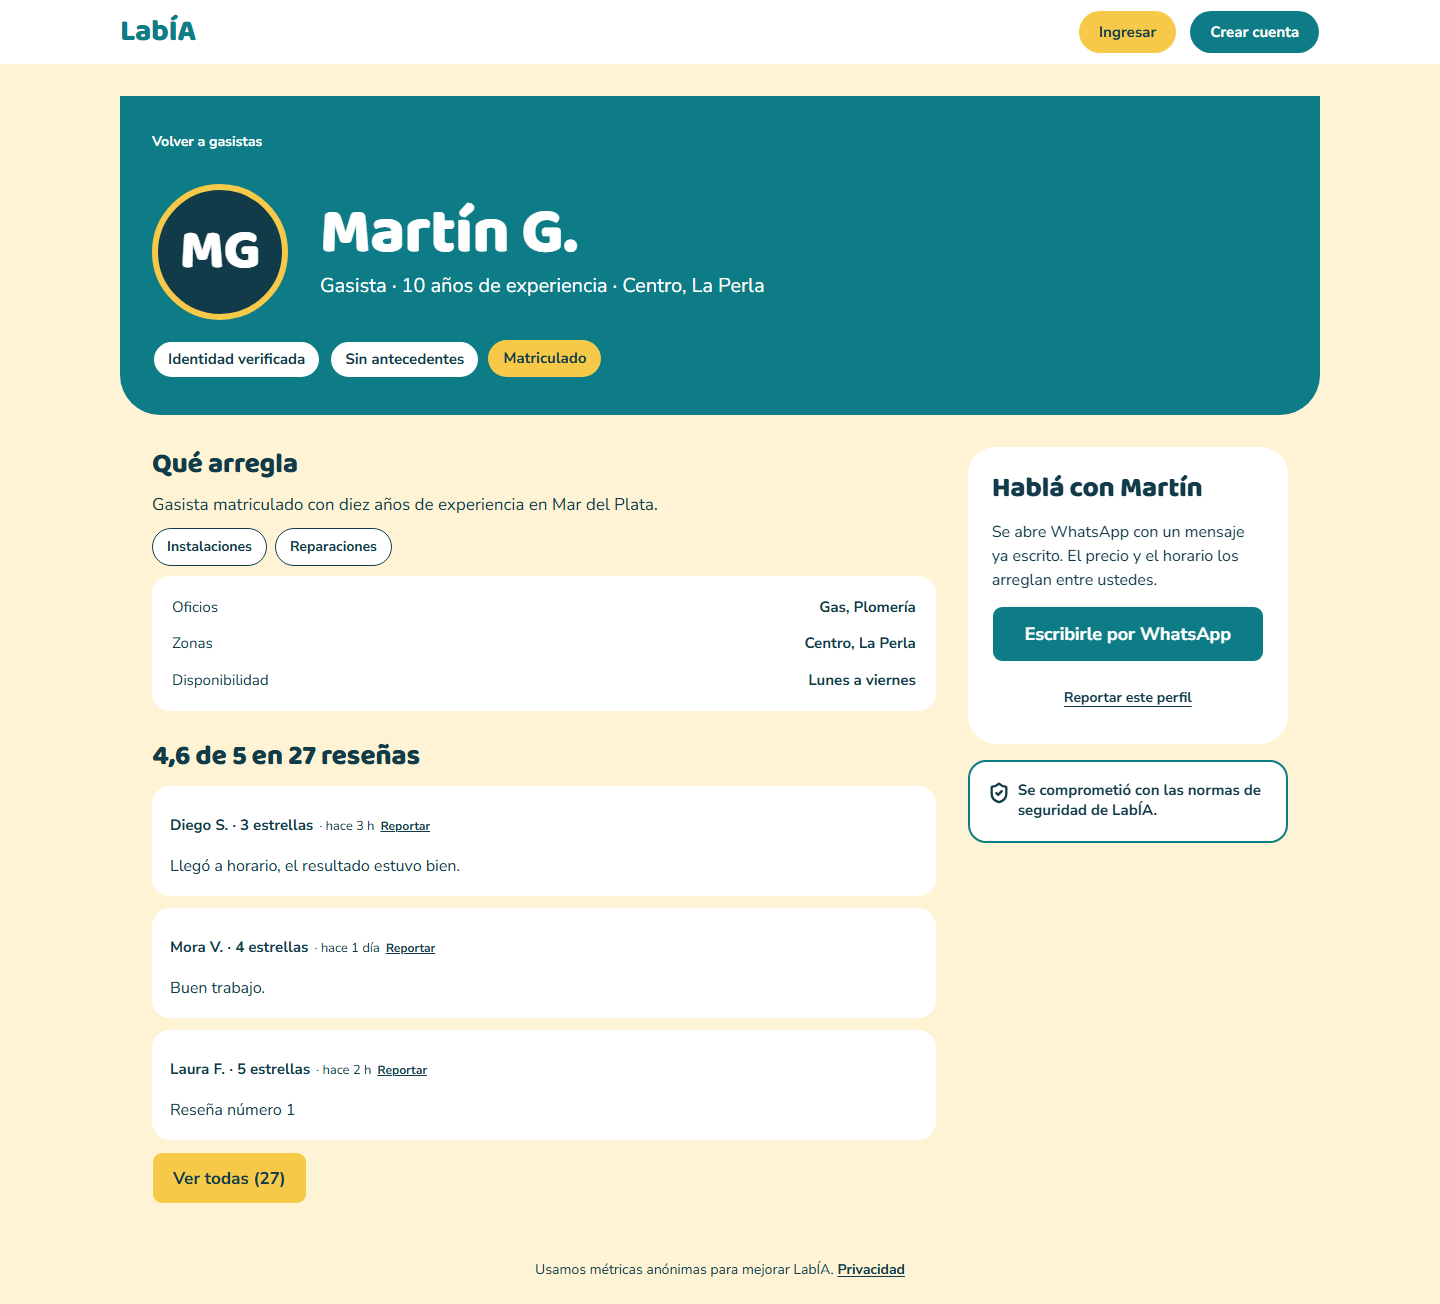 LabÍA
Ingresar
Crear cuenta
Volver a gasistas
MG
Martín G.
Gasista · 10 años de experiencia · Centro, La Perla
Identidad verificada
Sin antecedentes
Matriculado
Qué arregla
Gasista matriculado con diez años de experiencia en Mar del Plata.
Instalaciones
Reparaciones
Oficios
Gas, Plomería
Zonas
Centro, La Perla
Disponibilidad
Lunes a viernes
4,6 de 5 en 27 reseñas
Diego S. · 3 estrellas · hace 3 h Reportar
Llegó a horario, el resultado estuvo bien.
Mora V. · 4 estrellas · hace 1 día Reportar
Buen trabajo.
Laura F. · 5 estrellas · hace 2 h Reportar
Reseña número 1
Ver todas (27)
Hablá con Martín
Se abre WhatsApp con un mensaje
ya escrito. El precio y el horario los
arreglan entre ustedes.
Escribirle por WhatsApp
Reportar este perfil
Se comprometió con las normas de
seguridad de LabÍA.
Usamos métricas anónimas para mejorar LabÍA. Privacidad